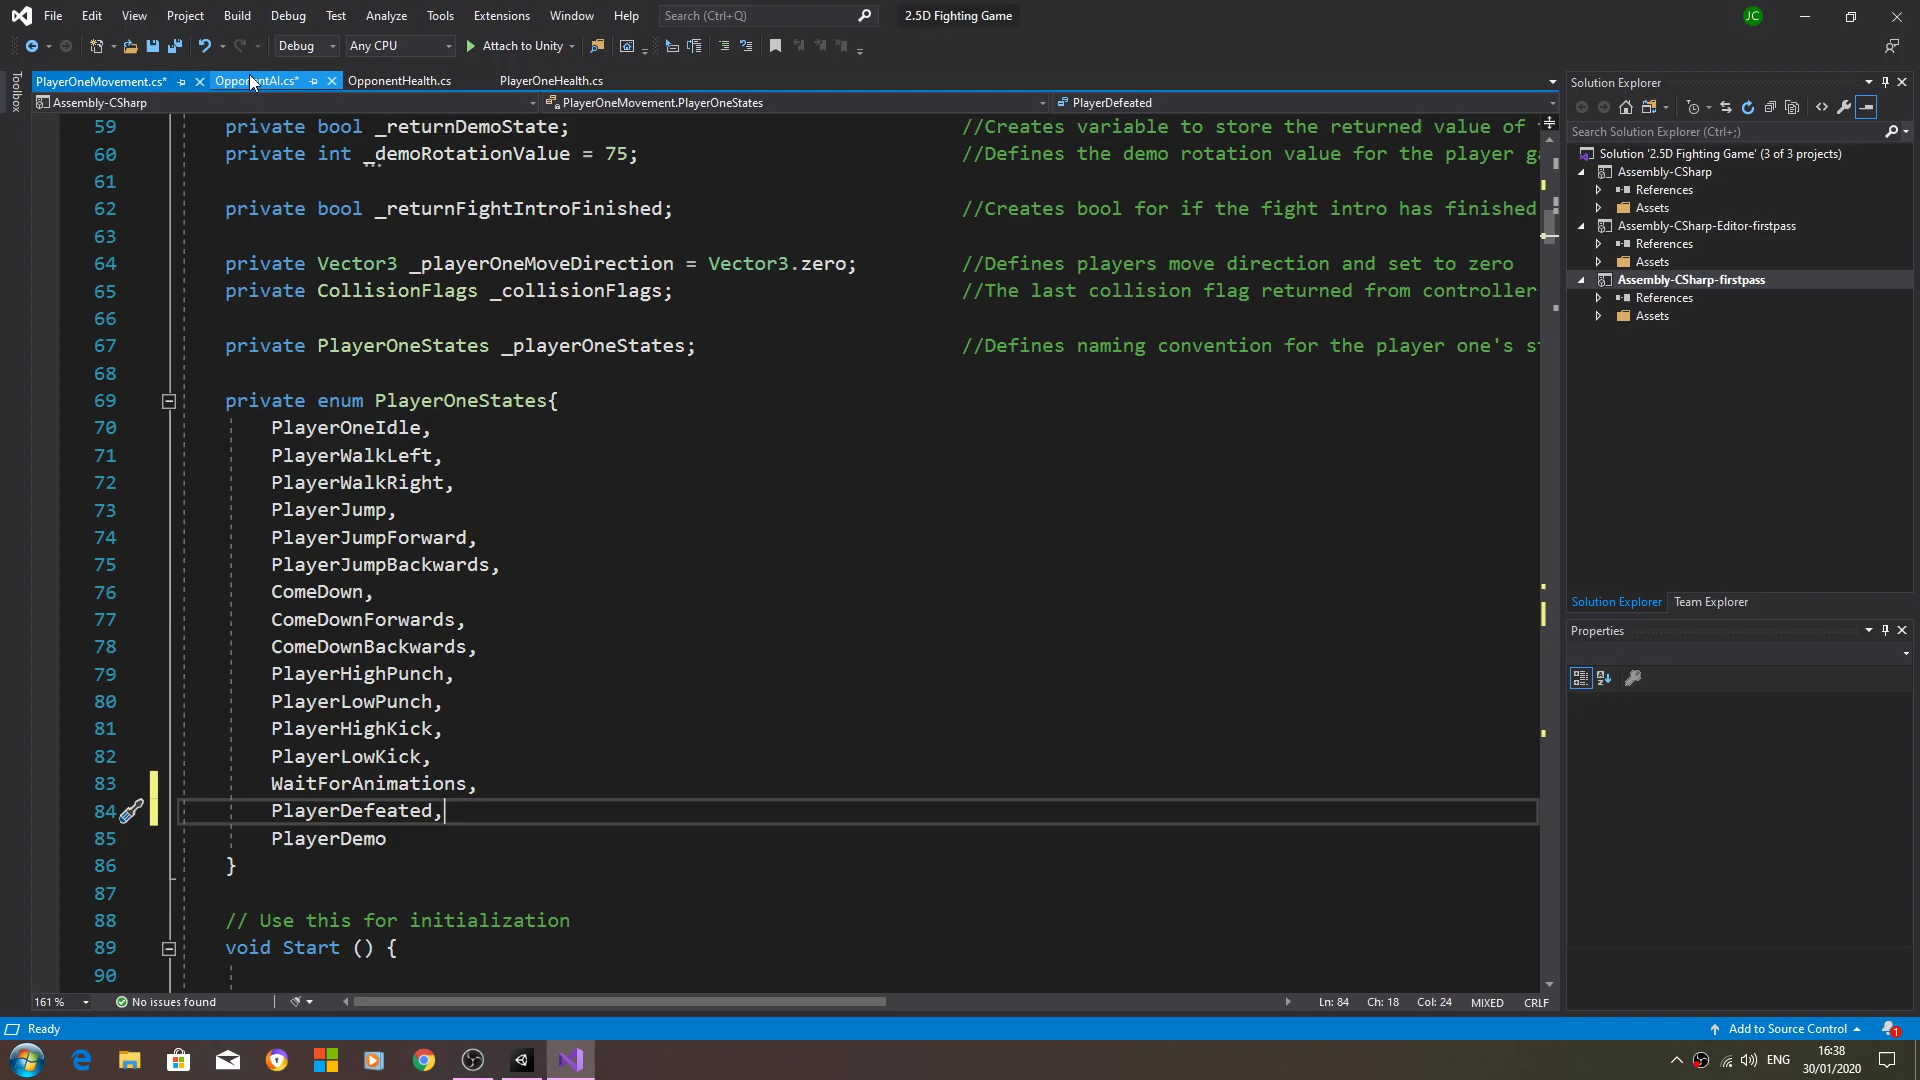 File Edit View Project Build Debug Test Analyze Tools Extensions Window Help Search (Ctrl+Q) 2.5D Fighting Game JC
Debug Any CPU Attach to Unity
Toolbox
PlayerOneMovement.cs* OpponentAI.cs* OpponentHealth.cs PlayerOneHealth.cs
Assembly-CSharp PlayerOneMovement.PlayerOneStates PlayerDefeated
59 private bool _returnDemoState; //Creates variable to store the returned value of
60 private int _demoRotationValue = 75; //Defines the demo rotation value for the player
61
62 private bool _returnFightIntroFinished; //Creates bool for if the fight intro has finished
63
64 private Vector3 _playerOneMoveDirection = Vector3.zero; //Defines players move direction and set to zero
65 private CollisionFlags _collisionFlags; //The last collision flag returned from controller
66
67 private PlayerOneStates _playerOneStates; //Defines naming convention for the player one's
68
69 private enum PlayerOneStates{
70 PlayerOneIdle,
71 PlayerWalkLeft,
72 PlayerWalkRight,
73 PlayerJump,
74 PlayerJumpForward,
75 PlayerJumpBackwards,
76 ComeDown,
77 ComeDownForwards,
78 ComeDownBackwards,
79 PlayerHighPunch,
80 PlayerLowPunch,
81 PlayerHighKick,
82 PlayerLowKick,
83 WaitForAnimations,
84 PlayerDefeated,
85 PlayerDemo
86 }
87
88 // Use this for initialization
89 void Start () {
90
161 % No issues found Ln: 84 Ch: 18 Col: 24 MIXED CRLF
Solution Explorer
Search Solution Explorer (Ctrl+;)
Solution '2.5D Fighting Game' (3 of 3 projects)
Assembly-CSharp
References
Assets
Assembly-CSharp-Editor-firstpass
References
Assets
Assembly-CSharp-firstpass
References
Assets
Solution Explorer Team Explorer
Properties
Ready Add to Source Control 1
ENG 16:38
30/01/2020